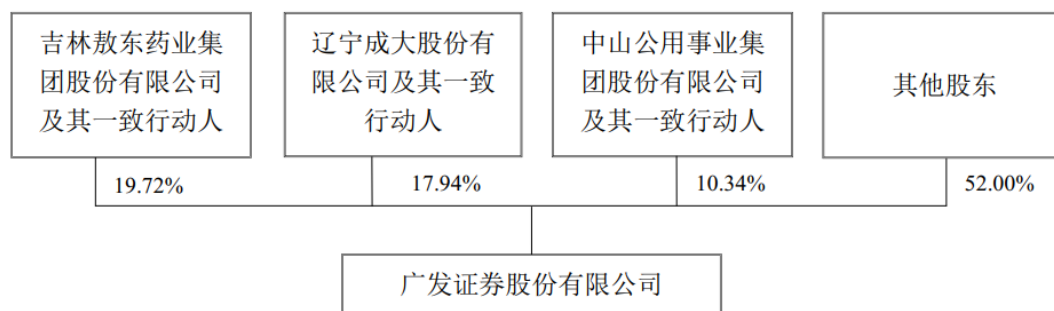 吉林敖东药业集
团股份有限公司
及其一致行动人
辽宁成大股份有
限公司及其一致
行动人
中山公用事业集
团股份有限公司
及其一致行动人
其他股东
19.72%
17.94%
10.34%
52.00%
广发证券股份有限公司